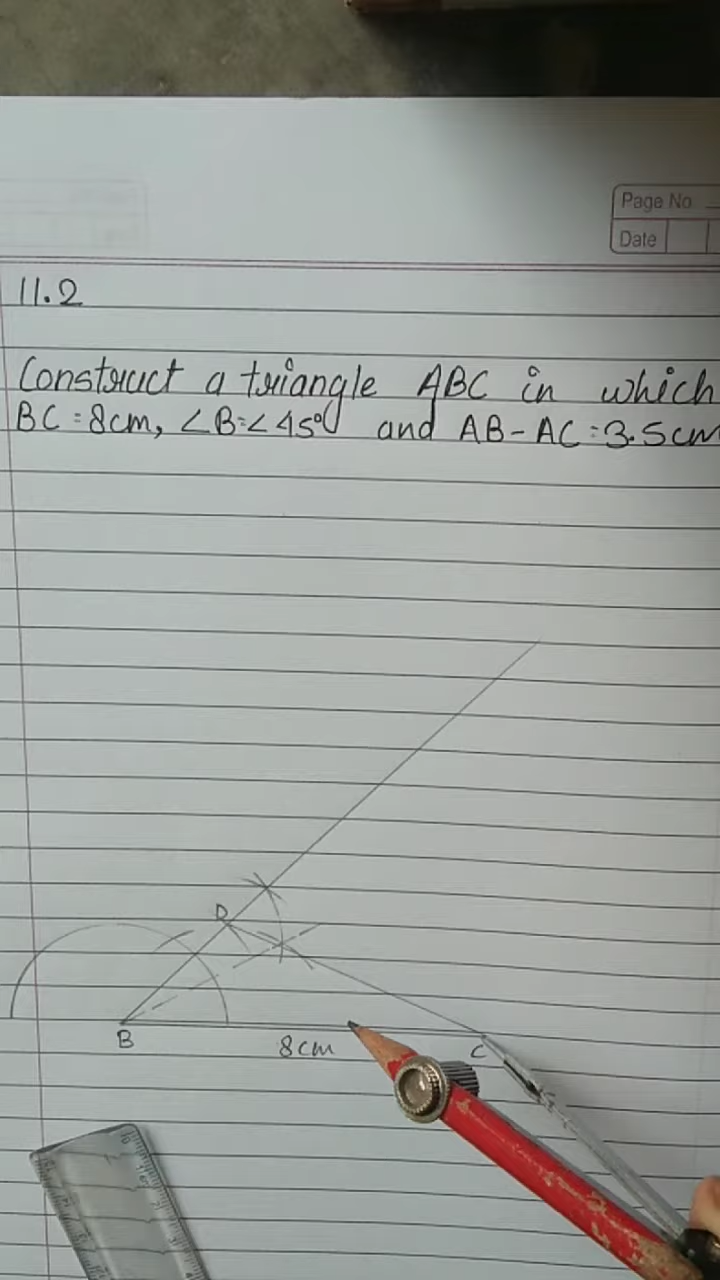 Page No
Date
11.2
Construct a triangle ABC in which
BC=8cm, ∠B=∠45° and AB-AC=3.5cm
D
B
8cm
C